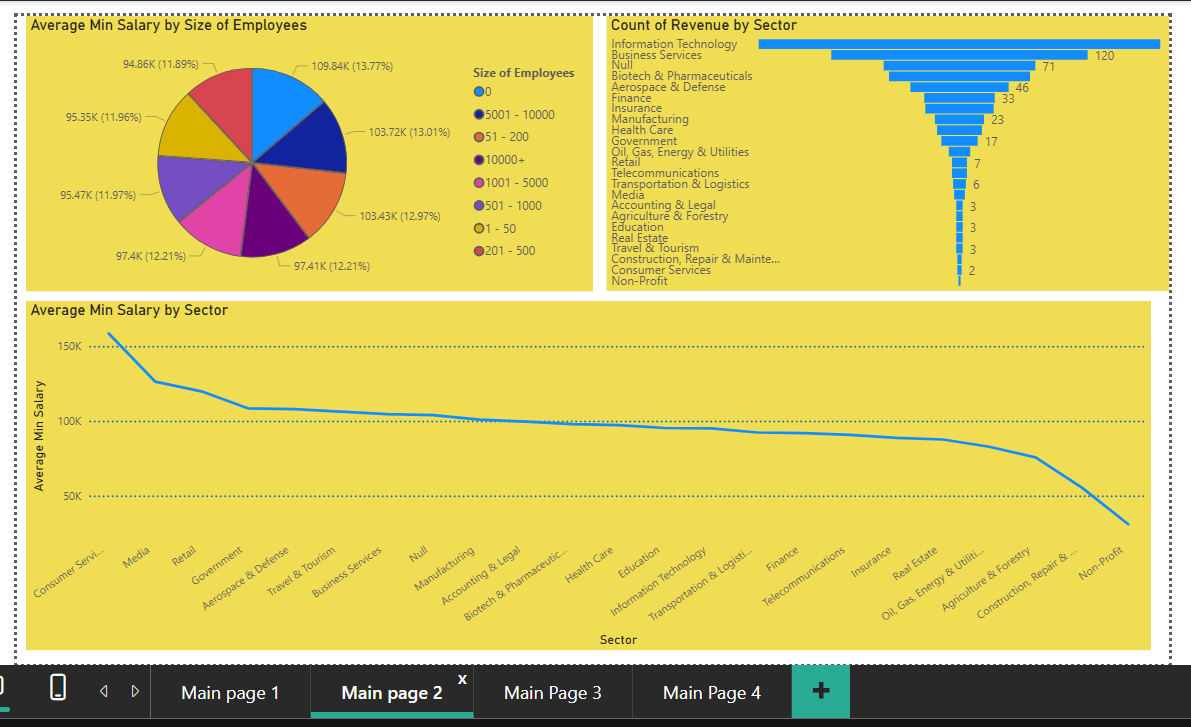 Average Min Salary by Size of Employees
94.86K (11.89%)
109.84K (13.77%)
95.35K (11.96%)
103.72K (13.01%)
95.47K (11.97%)
103.43K (12.97%)
97.4K (12.21%)
97.41K (12.21%)
Size of Employees
0
5001 - 10000
51 - 200
10000+
1001 - 5000
501 - 1000
1 - 50
201 - 500
Count of Revenue by Sector
Information Technology
Business Services 120
Null 71
Biotech & Pharmaceuticals
Aerospace & Defense 46
Finance 33
Insurance
Manufacturing 23
Health Care
Government 17
Oil, Gas, Energy & Utilities
Retail 7
Telecommunications
Transportation & Logistics 6
Media
Accounting & Legal 3
Agriculture & Forestry
Education 3
Real Estate
Travel & Tourism 3
Construction, Repair & Mainte...
Consumer Services 2
Non-Profit
Average Min Salary by Sector
Average Min Salary
150K
100K
50K
Consumer Servi...
Media
Retail
Government
Aerospace & Defense
Travel & Tourism
Business Services
Null
Manufacturing
Accounting & Legal
Biotech & Pharmaceutic...
Health Care
Education
Information Technology
Transportation & Logisti...
Finance
Telecommunications
Insurance
Real Estate
Oil, Gas, Energy & Utiliti...
Agriculture & Forestry
Construction, Repair & ...
Non-Profit
Sector
Main page 1
Main page 2 x
Main Page 3
Main Page 4
+